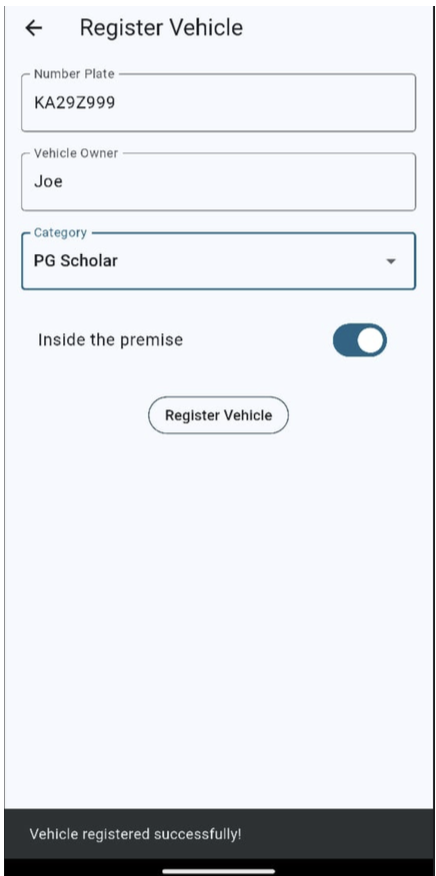 Register Vehicle
Number Plate
KA29Z999
Vehicle Owner
Joe
Category
PG Scholar
Inside the premise
Register Vehicle
Vehicle registered successfully!